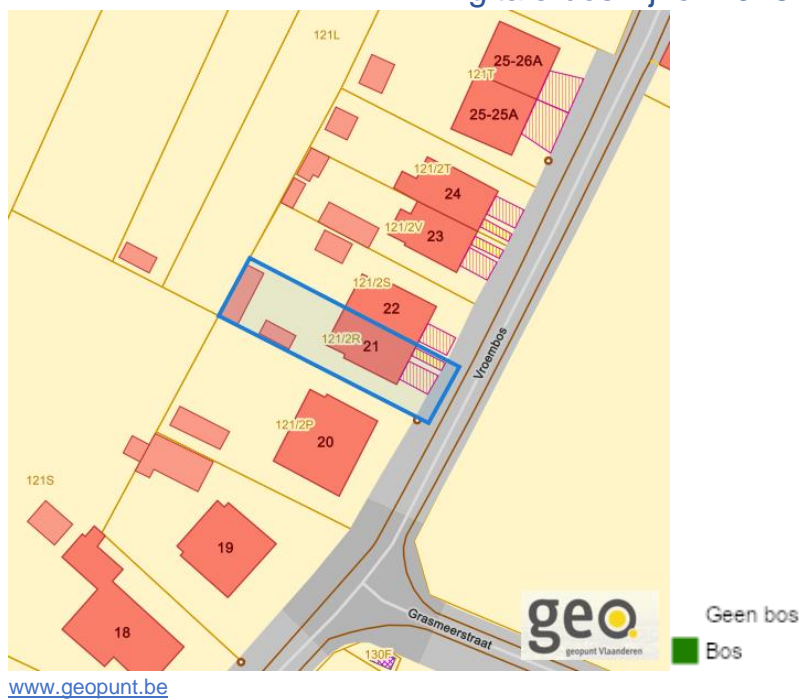 121L
25-26A
121T
25-25A
121/2T
24
121/2V
23
121/2S
22
121/2R
21
Vroembos
121/2P
20
121S
19
18
Grasmeerstraat
130F
geo.
geopunt Vlaanderen
Geen bos
Bos
www.geopunt.be